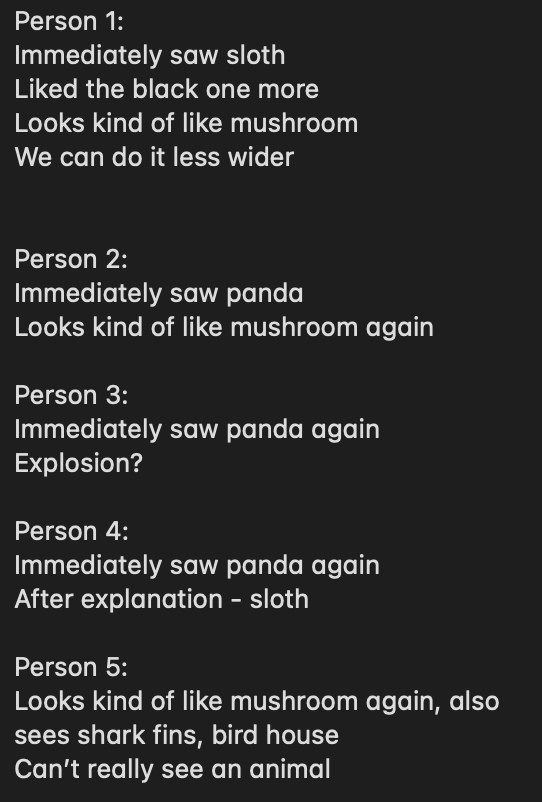 Person 1:
Immediately saw sloth
Liked the black one more
Looks kind of like mushroom
We can do it less wider
Person 2:
Immediately saw panda
Looks kind of like mushroom again
Person 3:
Immediately saw panda again
Explosion?
Person 4:
Immediately saw panda again
After explanation - sloth
Person 5:
Looks kind of like mushroom again, also
sees shark fins, bird house
Can't really see an animal